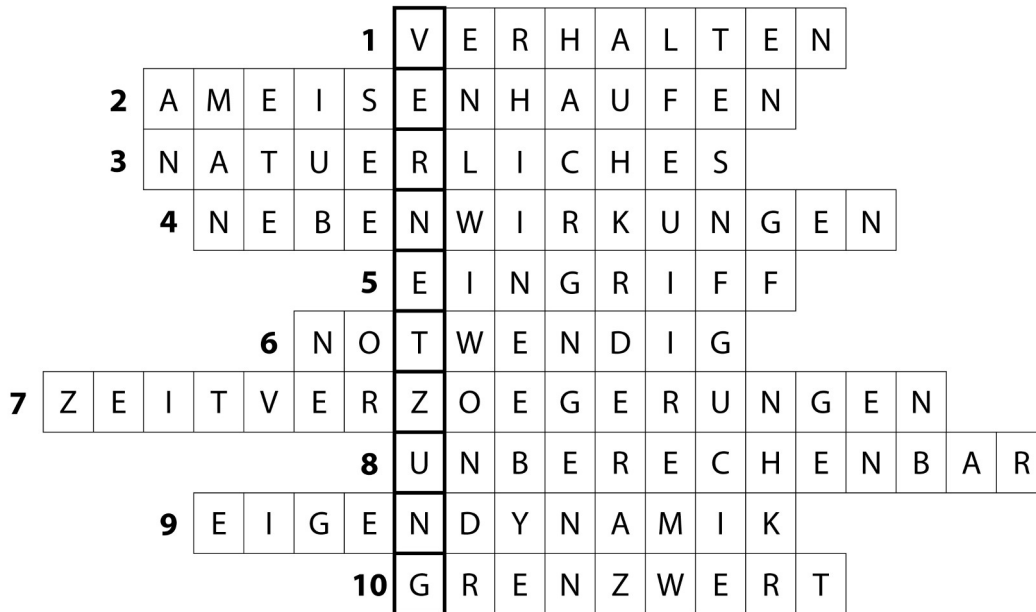 1 VERHALTEN
2 AMEISENHAUFEN
3 NATUERLICHES
4 NEBENWIRKUNGEN
5 EINGRIFF
6 NOTWENDIG
7 ZEITVERZOEGERUNGEN
8 UNBERECHENBAR
9 EIGENDYNAMIK
10 GRENZWERT